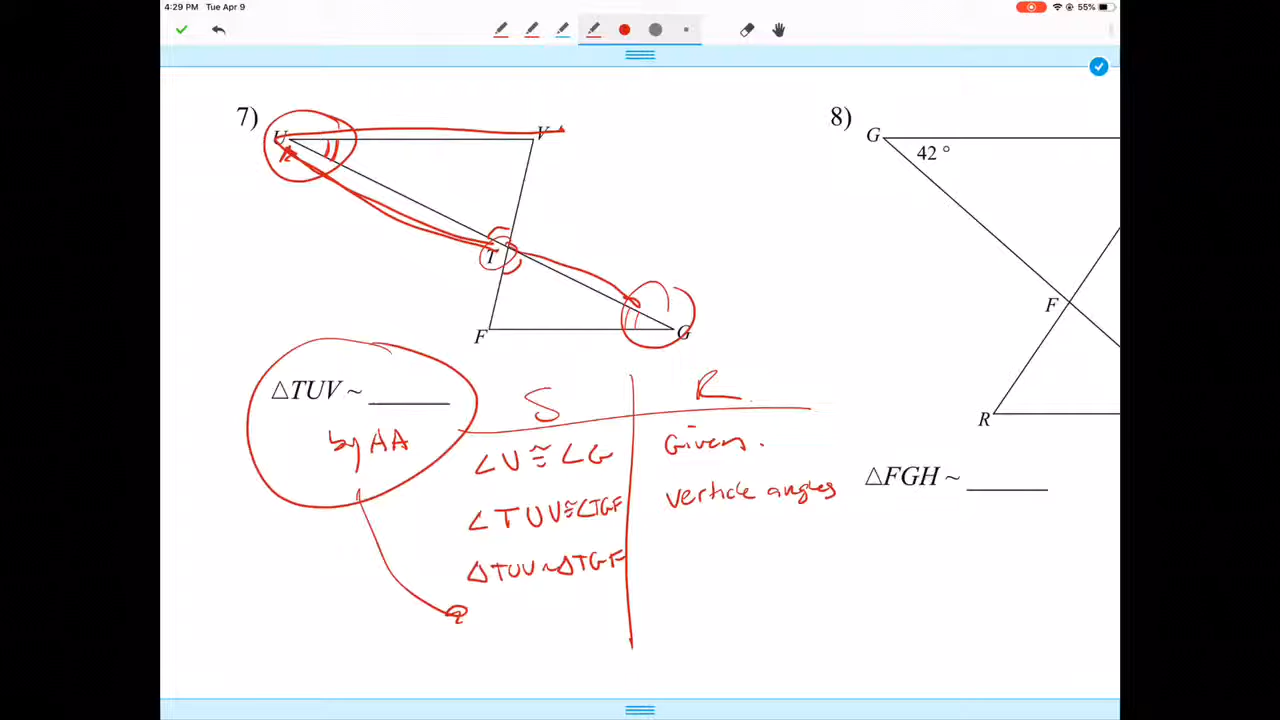 4:29 PM Tue Apr 9
55%
7)
U
V
T
F
G
△TUV ~ ______
by AA
S
R
∠U ≅ ∠G
Given.
∠TUV ≅ ∠TGF
verticle angles
△TUV ~ △TGF
8)
G
42 °
F
R
△FGH ~ ______